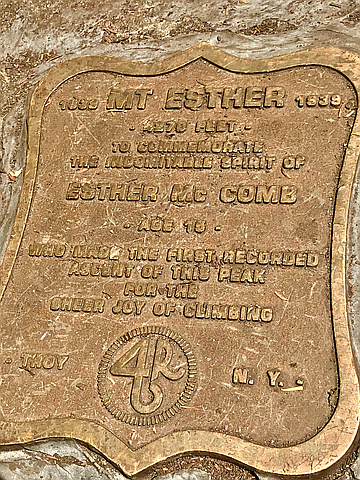 1839 MT ESTHER 1939
· 4270 FEET ·
TO COMMEMORATE
THE INDOMITABLE SPIRIT OF
ESTHER MC COMB
· AGE 15 ·
WHO MADE THE FIRST RECORDED
ASCENT OF THIS PEAK
FOR THE
SHEER JOY OF CLIMBING
· TROY
46R
N. Y. ·